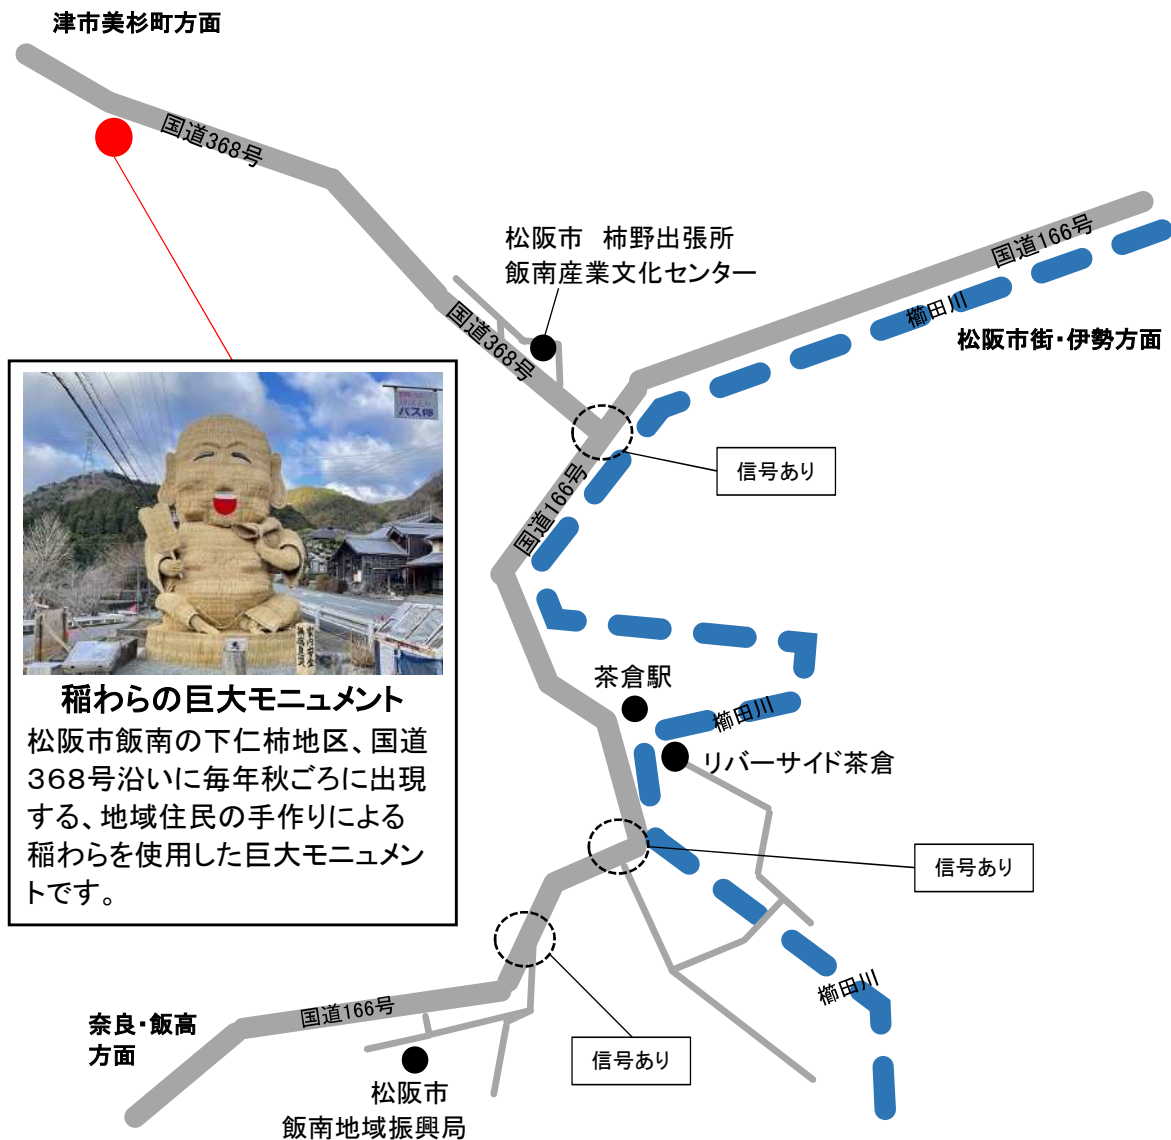 津市美杉町方面
国道368号
松阪市　柿野出張所
飯南産業文化センター
国道166号
櫛田川
松阪市街・伊勢方面
国道368号
信号あり
国道166号
バス停
稲わらの巨大モニュメント
松阪市飯南の下仁柿地区、国道
368号沿いに毎年秋ごろに出現
する、地域住民の手作りによる
稲わらを使用した巨大モニュメン
トです。
茶倉駅
櫛田川
リバーサイド茶倉
信号あり
櫛田川
国道166号
奈良・飯高
方面
信号あり
松阪市
飯南地域振興局